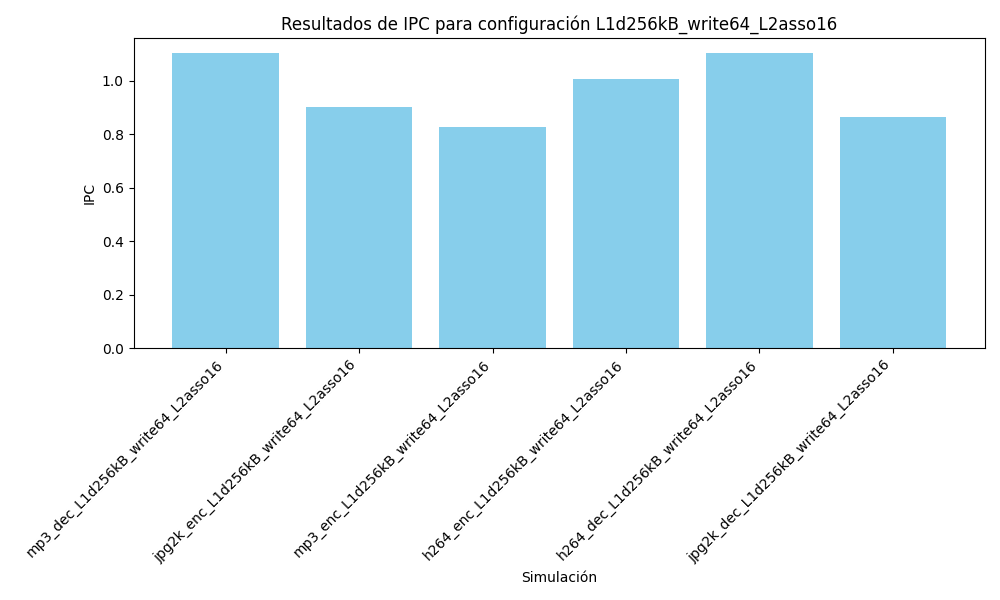 Resultados de IPC para configuración L1d256kB_write64_L2asso16
IPC
1.0
0.8
0.6
0.4
0.2
0.0
mp3_dec_L1d256kB_write64_L2asso16
jpg2k_enc_L1d256kB_write64_L2asso16
mp3_enc_L1d256kB_write64_L2asso16
h264_enc_L1d256kB_write64_L2asso16
h264_dec_L1d256kB_write64_L2asso16
jpg2k_dec_L1d256kB_write64_L2asso16
Simulación